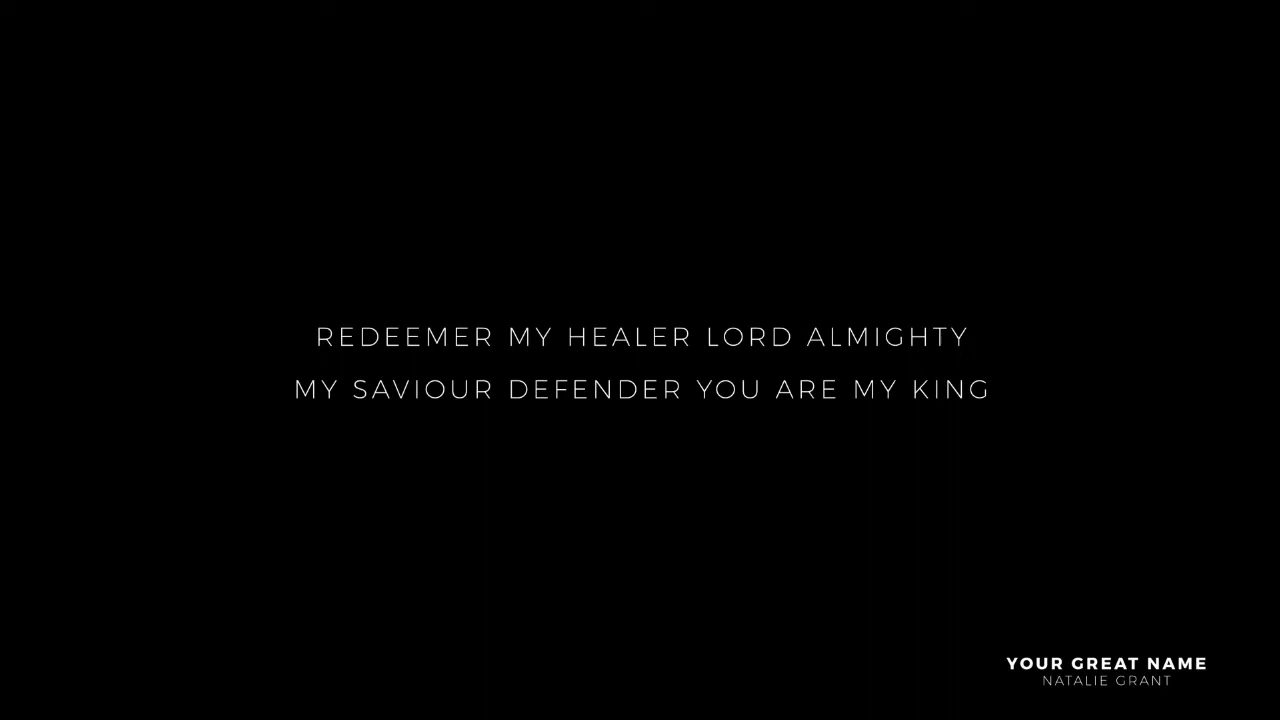 REDEEMER MY HEALER LORD ALMIGHTY
MY SAVIOUR DEFENDER YOU ARE MY KING
YOUR GREAT NAME
NATALIE GRANT